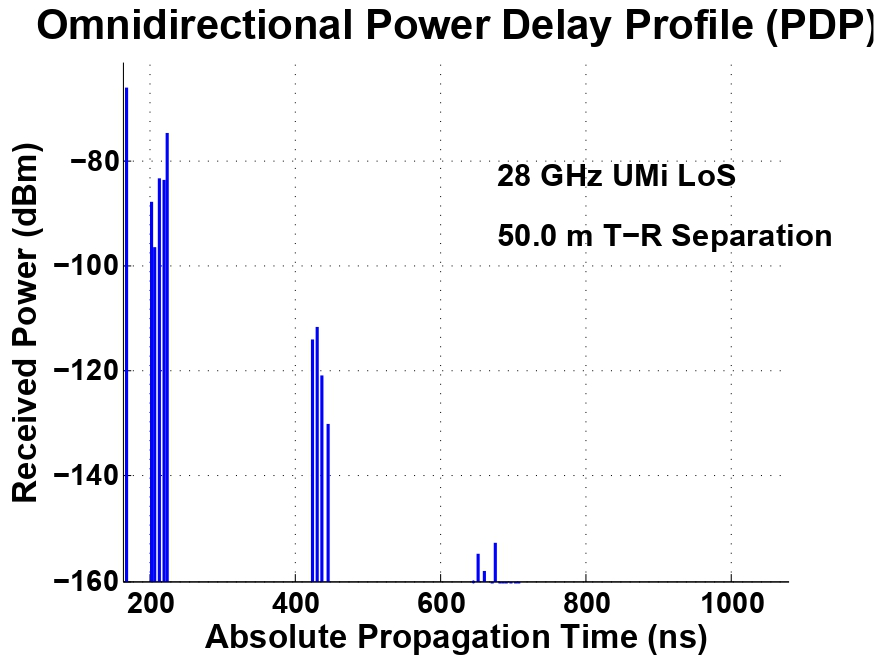 Omnidirectional Power Delay Profile (PDP)
Received Power (dBm)
−80
−100
−120
−140
−160
28 GHz UMi LoS
50.0 m T−R Separation
200 400 600 800 1000
Absolute Propagation Time (ns)